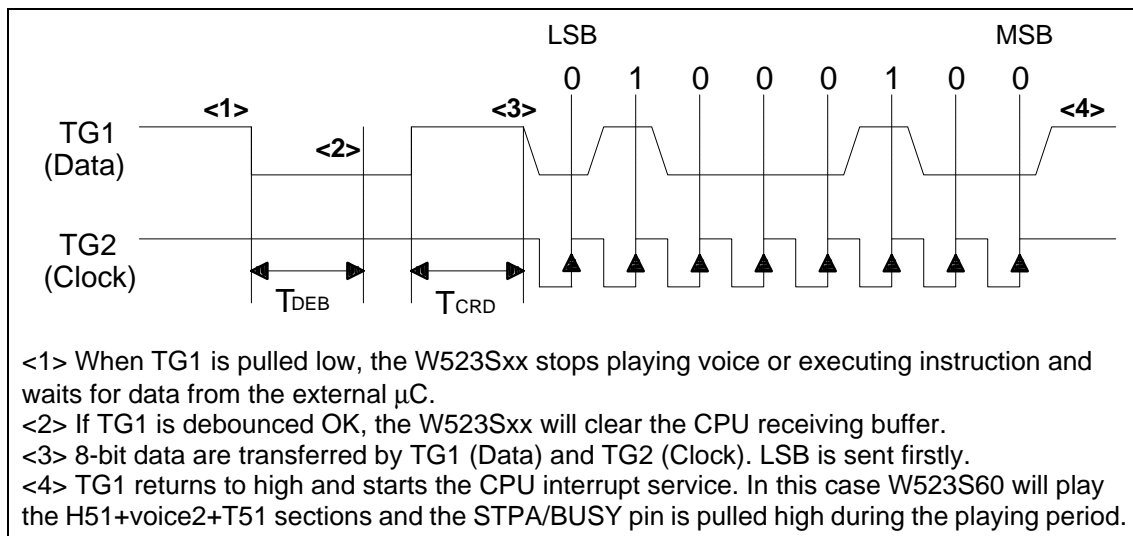 LSB MSB
0 1 0 0 0 1 0 0
<1> <2> <3> <4>
TG1
(Data)
TG2
(Clock)
TDEB TCRD
<1> When TG1 is pulled low, the W523Sxx stops playing voice or executing instruction and
waits for data from the external μC.
<2> If TG1 is debounced OK, the W523Sxx will clear the CPU receiving buffer.
<3> 8-bit data are transferred by TG1 (Data) and TG2 (Clock). LSB is sent firstly.
<4> TG1 returns to high and starts the CPU interrupt service. In this case W523S60 will play
the H51+voice2+T51 sections and the STPA/BUSY pin is pulled high during the playing period.